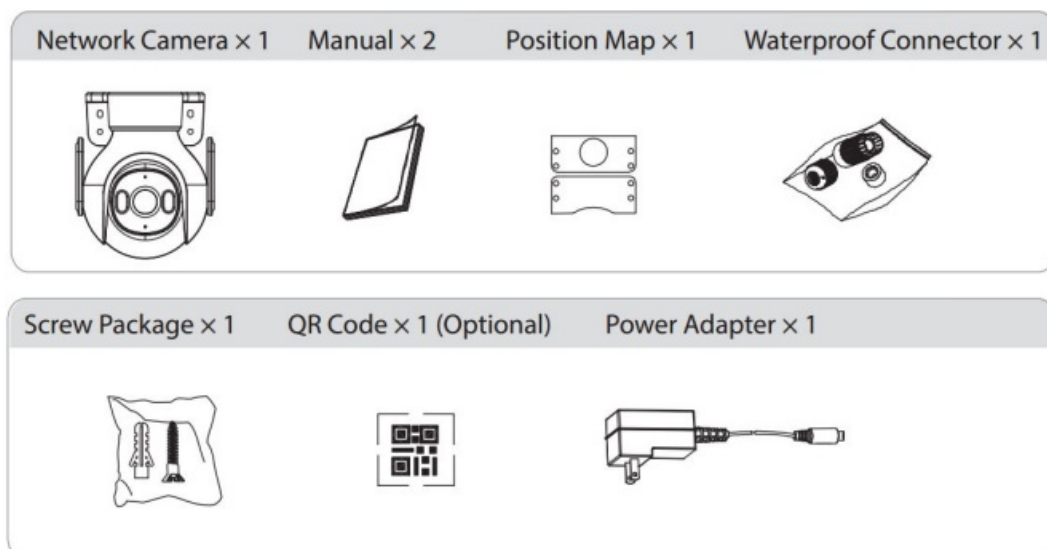 Network Camera × 1 Manual × 2 Position Map × 1 Waterproof Connector × 1
Screw Package × 1 QR Code × 1 (Optional) Power Adapter × 1